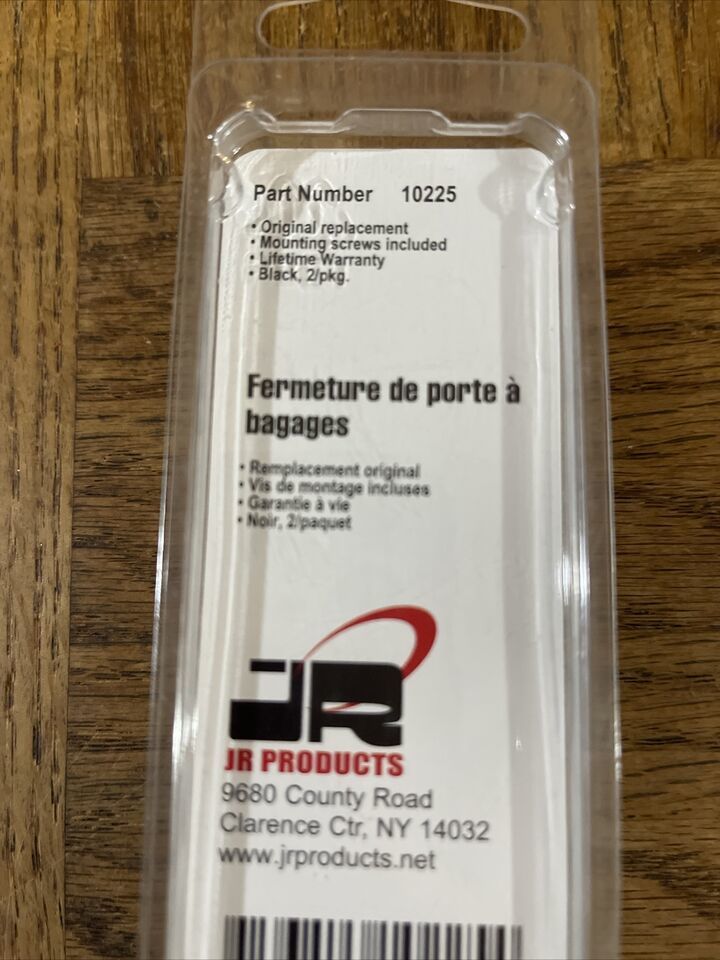 Part Number 10225
• Original replacement
• Mounting screws included
• Lifetime Warranty
• Black, 2/pkg.
Fermeture de porte à
bagages
• Remplacement original
• Vis de montage incluses
• Garantie à vie
• Noir, 2/paquet
JR
JR PRODUCTS
9680 County Road
Clarence Ctr, NY 14032
www.jrproducts.net